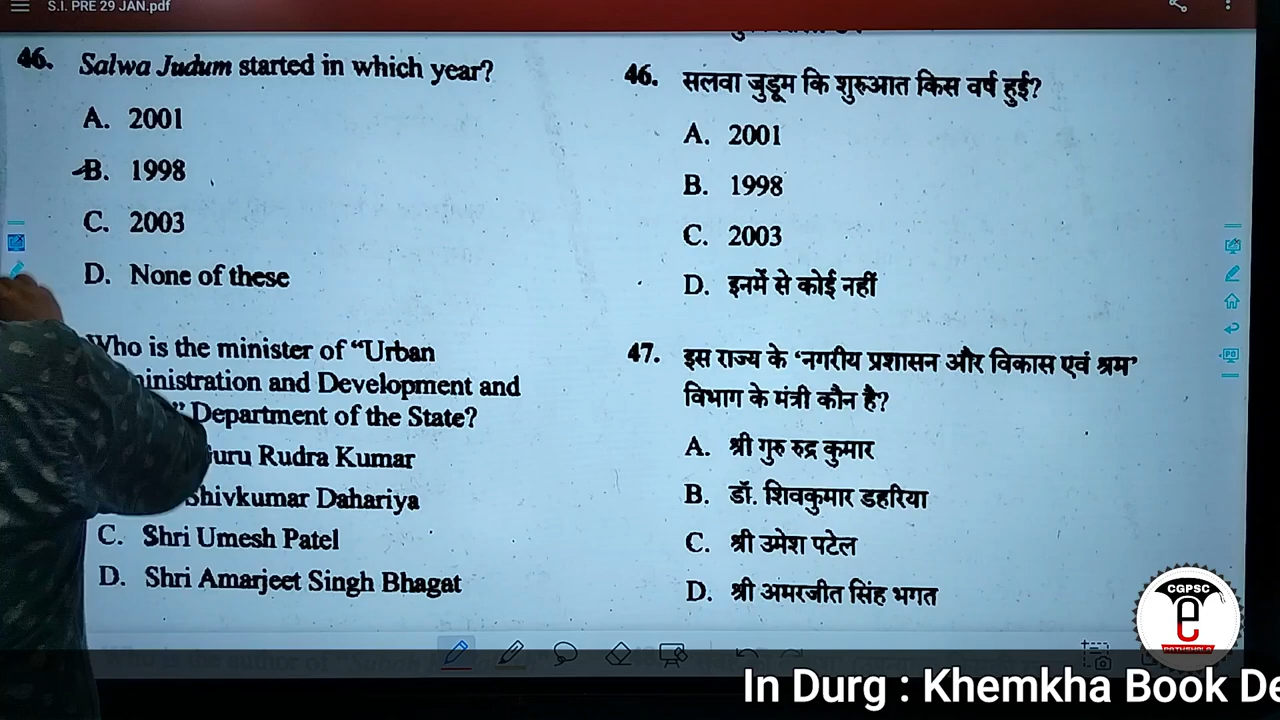 S.I. PRE 29 JAN.pdf
46. Salwa Judum started in which year?
A. 2001
B. 1998
C. 2003
D. None of these
Who is the minister of “Urban
inistration and Development and
” Department of the State?
Guru Rudra Kumar
Shivkumar Dahariya
C. Shri Umesh Patel
D. Shri Amarjeet Singh Bhagat
46. सलवा जुडूम कि शुरुआत किस वर्ष हुई?
A. 2001
B. 1998
C. 2003
D. इनमें से कोई नहीं
47. इस राज्य के ‘नगरीय प्रशासन और विकास एवं श्रम’
विभाग के मंत्री कौन है?
A. श्री गुरु रुद्र कुमार
B. डॉ. शिवकुमार डहरिया
C. श्री उमेश पटेल
D. श्री अमरजीत सिंह भगत
CGPSC
e
PATHSHALA
In Durg : Khemkha Book De